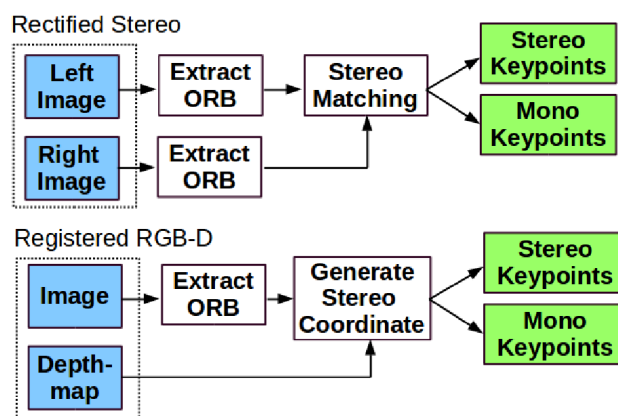 Rectified Stereo
Left
Image
Extract
ORB
Stereo
Matching
Stereo
Keypoints
Mono
Keypoints
Right
Image
Extract
ORB
Registered RGB-D
Image
Extract
ORB
Generate
Stereo
Coordinate
Stereo
Keypoints
Mono
Keypoints
Depth-
map